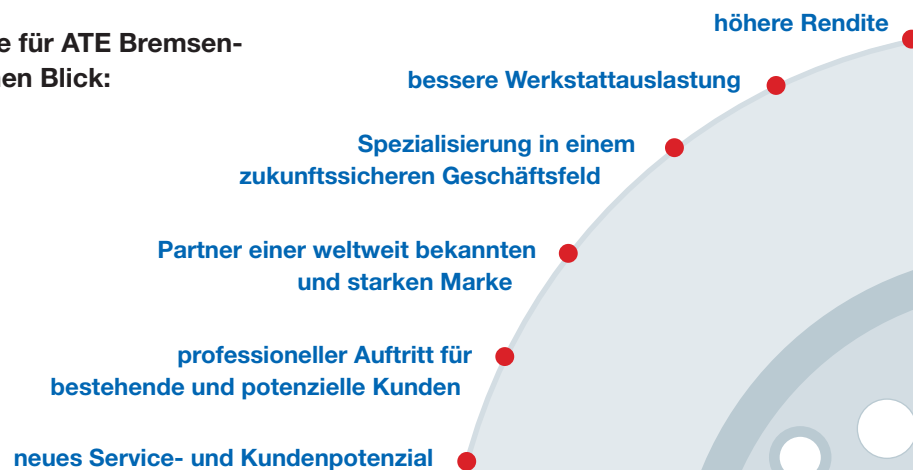 e für ATE Bremsen-
en Blick:
höhere Rendite
bessere Werkstattauslastung
Spezialisierung in einem
zukunftssicheren Geschäftsfeld
Partner einer weltweit bekannten
und starken Marke
professioneller Auftritt für
bestehende und potenzielle Kunden
neues Service- und Kundenpotenzial